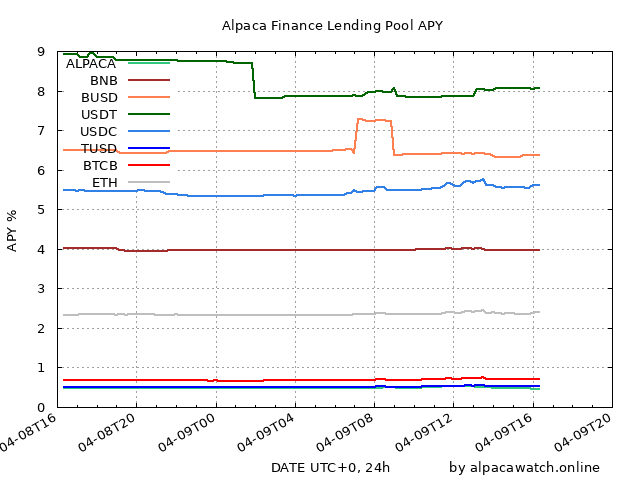 Alpaca Finance Lending Pool APY
9
8
7
6
5
4
3
2
1
0
APY %
ALPACA
BNB
BUSD
USDT
USDC
TUSD
BTCB
ETH
04-08T16 04-08T20 04-09T00 04-09T04 04-09T08 04-09T12 04-09T16 04-09T20
DATE UTC+0, 24h by alpacawatch.online